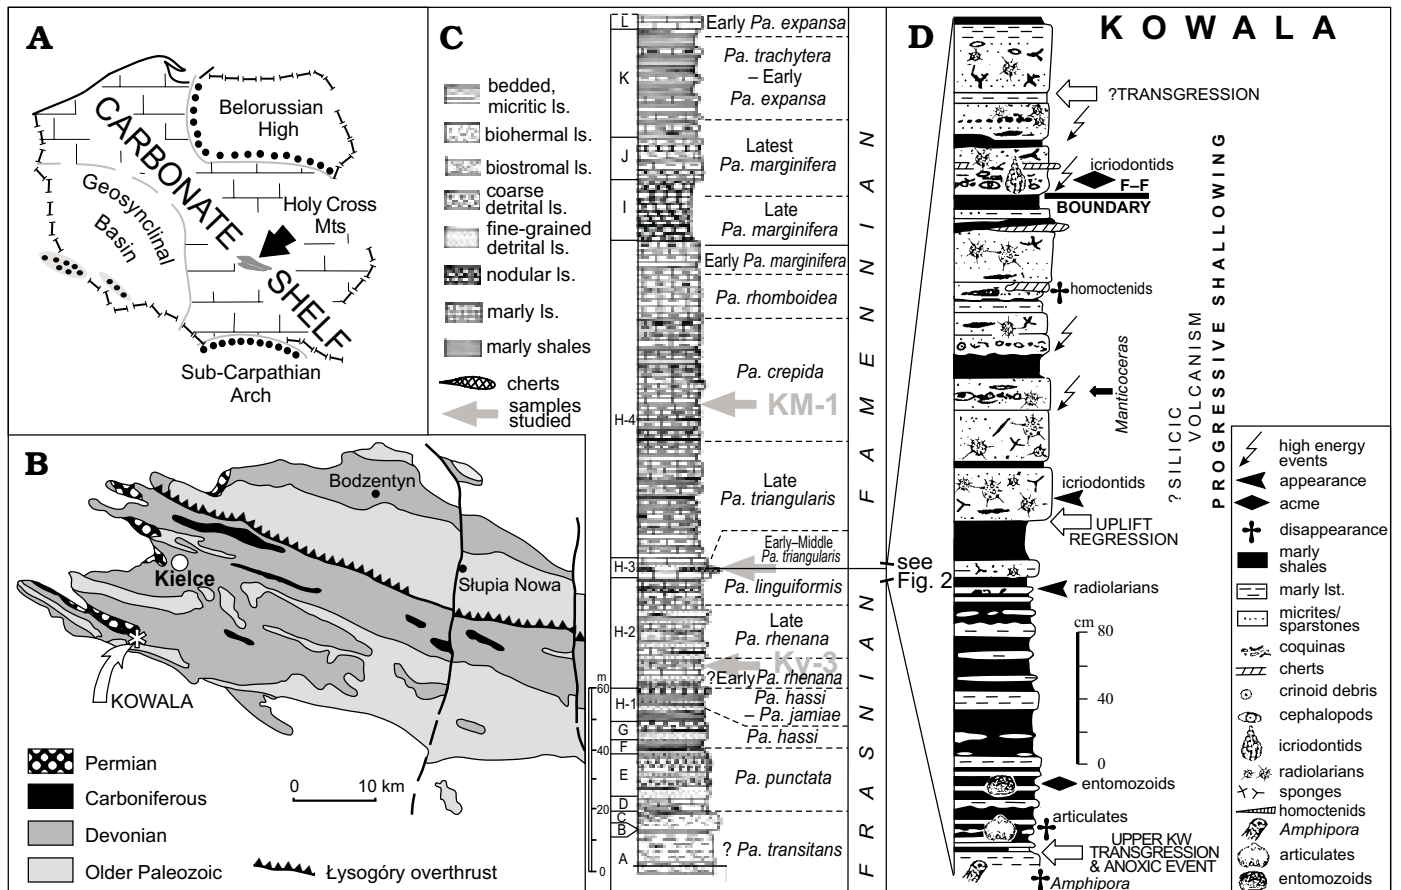 A
Belorussian
High
CARBONATE
SHELF
Geosynclinal
Basin
Holy Cross
Mts
Sub-Carpathian
Arch
B
Bodzentyn
Kielce
Słupia Nowa
KOWALA
Permian
Carboniferous
Devonian
Older Paleozoic
0 10 km
Łysogóry overthrust
C
bedded,
micritic ls.
biohermal ls.
biostromal ls.
coarse
detrital ls.
fine-grained
detrital ls.
nodular ls.
marly ls.
marly shales
cherts
samples
studied
L
K
J
I
H-4
H-3
H-2
H-1
G
F
E
D
C
B
A
m
60
40
20
0
Early Pa. expansa
Pa. trachytera
– Early
Pa. expansa
Latest
Pa. marginifera
Late
Pa. marginifera
Early Pa. marginifera
Pa. rhomboidea
Pa. crepida
KM-1
Late
Pa. triangularis
Early–Middle
Pa. triangularis
Pa. linguiformis
Late
Pa. rhenana
Kv-3
?Early Pa. rhenana
Pa. hassi
– Pa. jamiae
Pa. hassi
Pa. punctata
? Pa. transitans
FAMENNIAN
FRASNIAN
see
Fig. 2
D
KOWALA
?TRANSGRESSION
icriodontids
F–F
BOUNDARY
homoctenids
Manticoceras
?SILICIC
VOLCANISM
PROGRESSIVE SHALLOWING
icriodontids
UPLIFT
REGRESSION
radiolarians
cm
80
40
0
entomozoids
articulates
UPPER KW
TRANSGRESSION
& ANOXIC EVENT
Amphipora
high energy
events
appearance
acme
disappearance
marly
shales
marly lst.
micrites/
sparstones
coquinas
cherts
crinoid debris
cephalopods
icriodontids
radiolarians
sponges
homoctenids
Amphipora
articulates
entomozoids